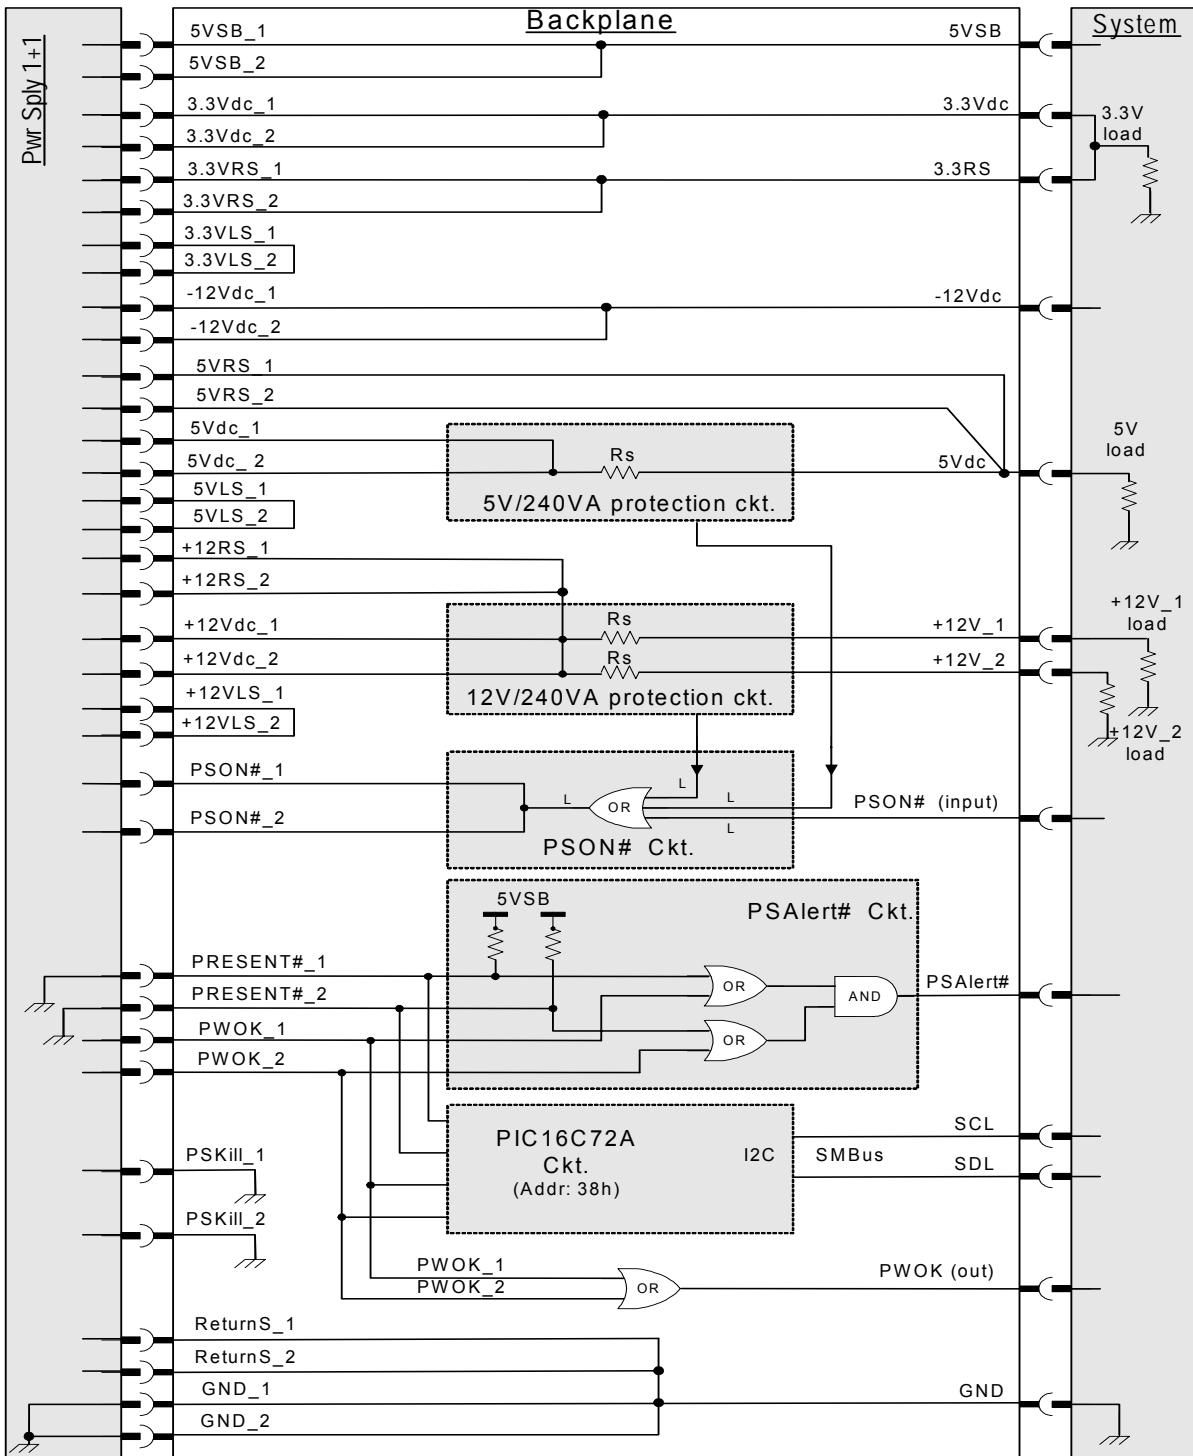 Backplane
System
Pwr Sply 1+1
5VSB_1
5VSB
5VSB_2
3.3Vdc_1
3.3Vdc
3.3V
load
3.3Vdc_2
3.3VRS_1
3.3RS
3.3VRS_2
3.3VLS_1
3.3VLS_2
-12Vdc_1
-12Vdc
-12Vdc_2
5VRS_1
5VRS_2
5Vdc_1
5V
load
Rs
5Vdc_2
5Vdc
5VLS_1
5V/240VA protection ckt.
5VLS_2
+12RS_1
+12RS_2
+12V_1
load
Rs
+12Vdc_1
+12V_1
Rs
+12Vdc_2
+12V_2
+12VLS_1
12V/240VA protection ckt.
+12VLS_2
+12V_2
load
PSON#_1
L
L
OR
L
L
PSON# (input)
PSON#_2
PSON# Ckt.
5VSB
PSAlert# Ckt.
PRESENT#_1
OR
AND
PSAlert#
PRESENT#_2
PWOK_1
OR
PWOK_2
PIC16C72A
Ckt.
(Addr: 38h)
I2C
SMBus
SCL
SDL
PSKill_1
PSKill_2
PWOK_1
PWOK_2
OR
PWOK (out)
ReturnS_1
ReturnS_2
GND_1
GND
GND_2